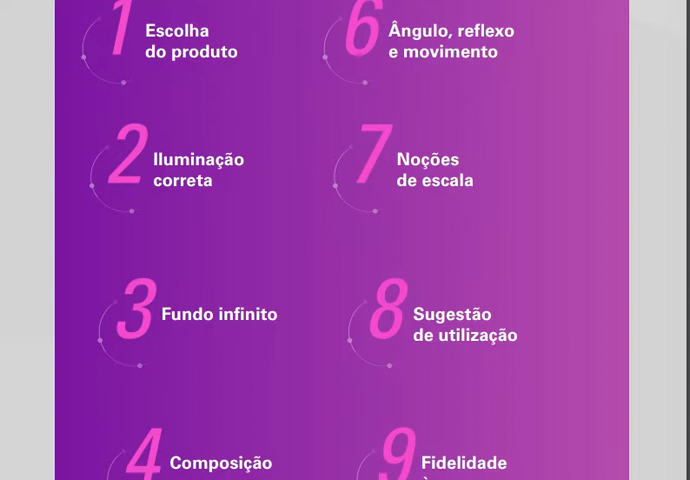 1
Escolha
do produto
2
Iluminação
correta
3
Fundo infinito
4
Composição
6
Ângulo, reflexo
e movimento
7
Noções
de escala
8
Sugestão
de utilização
9
Fidelidade